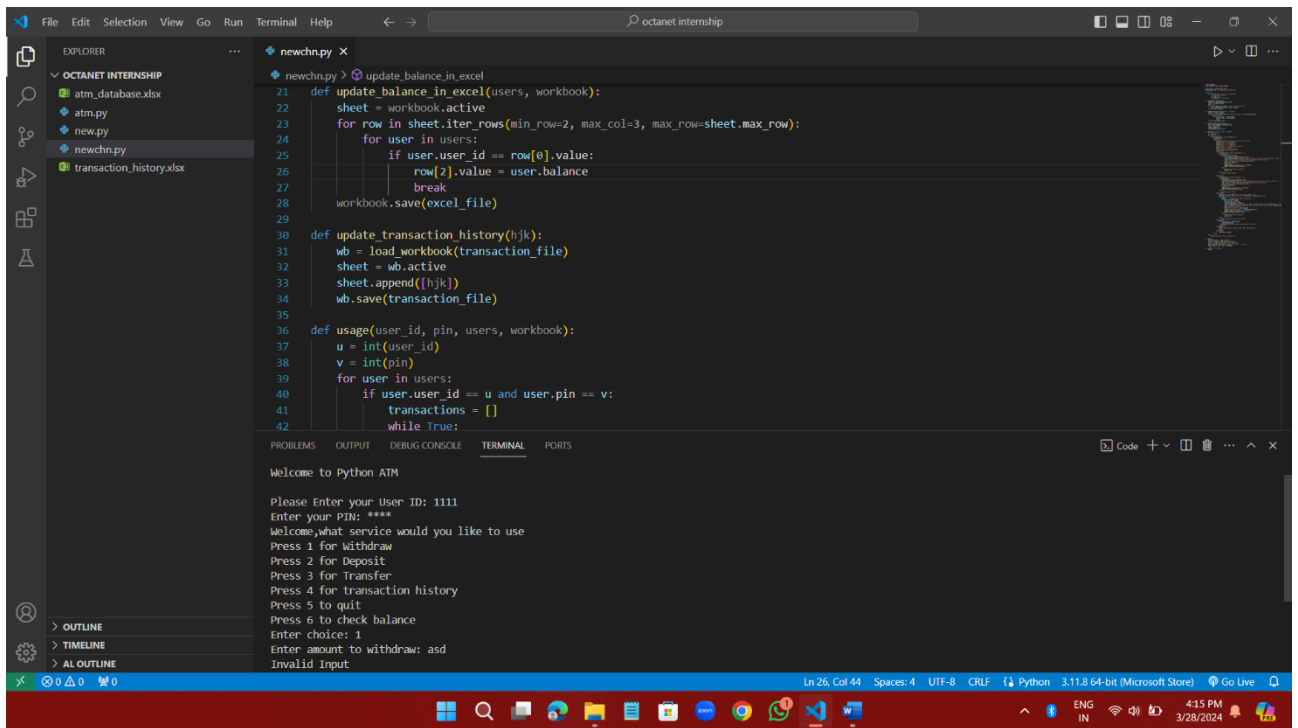 File Edit Selection View Go Run Terminal Help
octanet internship
EXPLORER
newchn.py
OCTANET INTERNSHIP
newchn.py > update_balance_in_excel
atm_database.xlsx
atm.py
new.py
newchn.py
transaction_history.xlsx
21 def update_balance_in_excel(users, workbook):
22 sheet = workbook.active
23 for row in sheet.iter_rows(min_row=2, max_col=3, max_row=sheet.max_row):
24 for user in users:
25 if user.user_id == row[0].value:
26 row[2].value = user.balance
27 break
28 workbook.save(excel_file)
29
30 def update_transaction_history(hjk):
31 wb = load_workbook(transaction_file)
32 sheet = wb.active
33 sheet.append([hjk])
34 wb.save(transaction_file)
35
36 def usage(user_id, pin, users, workbook):
37 u = int(user_id)
38 v = int(pin)
39 for user in users:
40 if user.user_id == u and user.pin == v:
41 transactions = []
42 while True:
PROBLEMS OUTPUT DEBUG CONSOLE TERMINAL PORTS
Code
Welcome to Python ATM
Please Enter your User ID: 1111
Enter your PIN: ****
Welcome,what service would you like to use
Press 1 for Withdraw
Press 2 for Deposit
Press 3 for Transfer
Press 4 for transaction history
Press 5 to quit
Press 6 to check balance
Enter choice: 1
Enter amount to withdraw: asd
Invalid Input
OUTLINE
TIMELINE
AL OUTLINE
0 0 0
Ln 26, Col 44 Spaces: 4 UTF-8 CRLF Python 3.11.8 64-bit (Microsoft Store) Go Live
zoom
W
ENG
IN
4:15 PM
3/28/2024